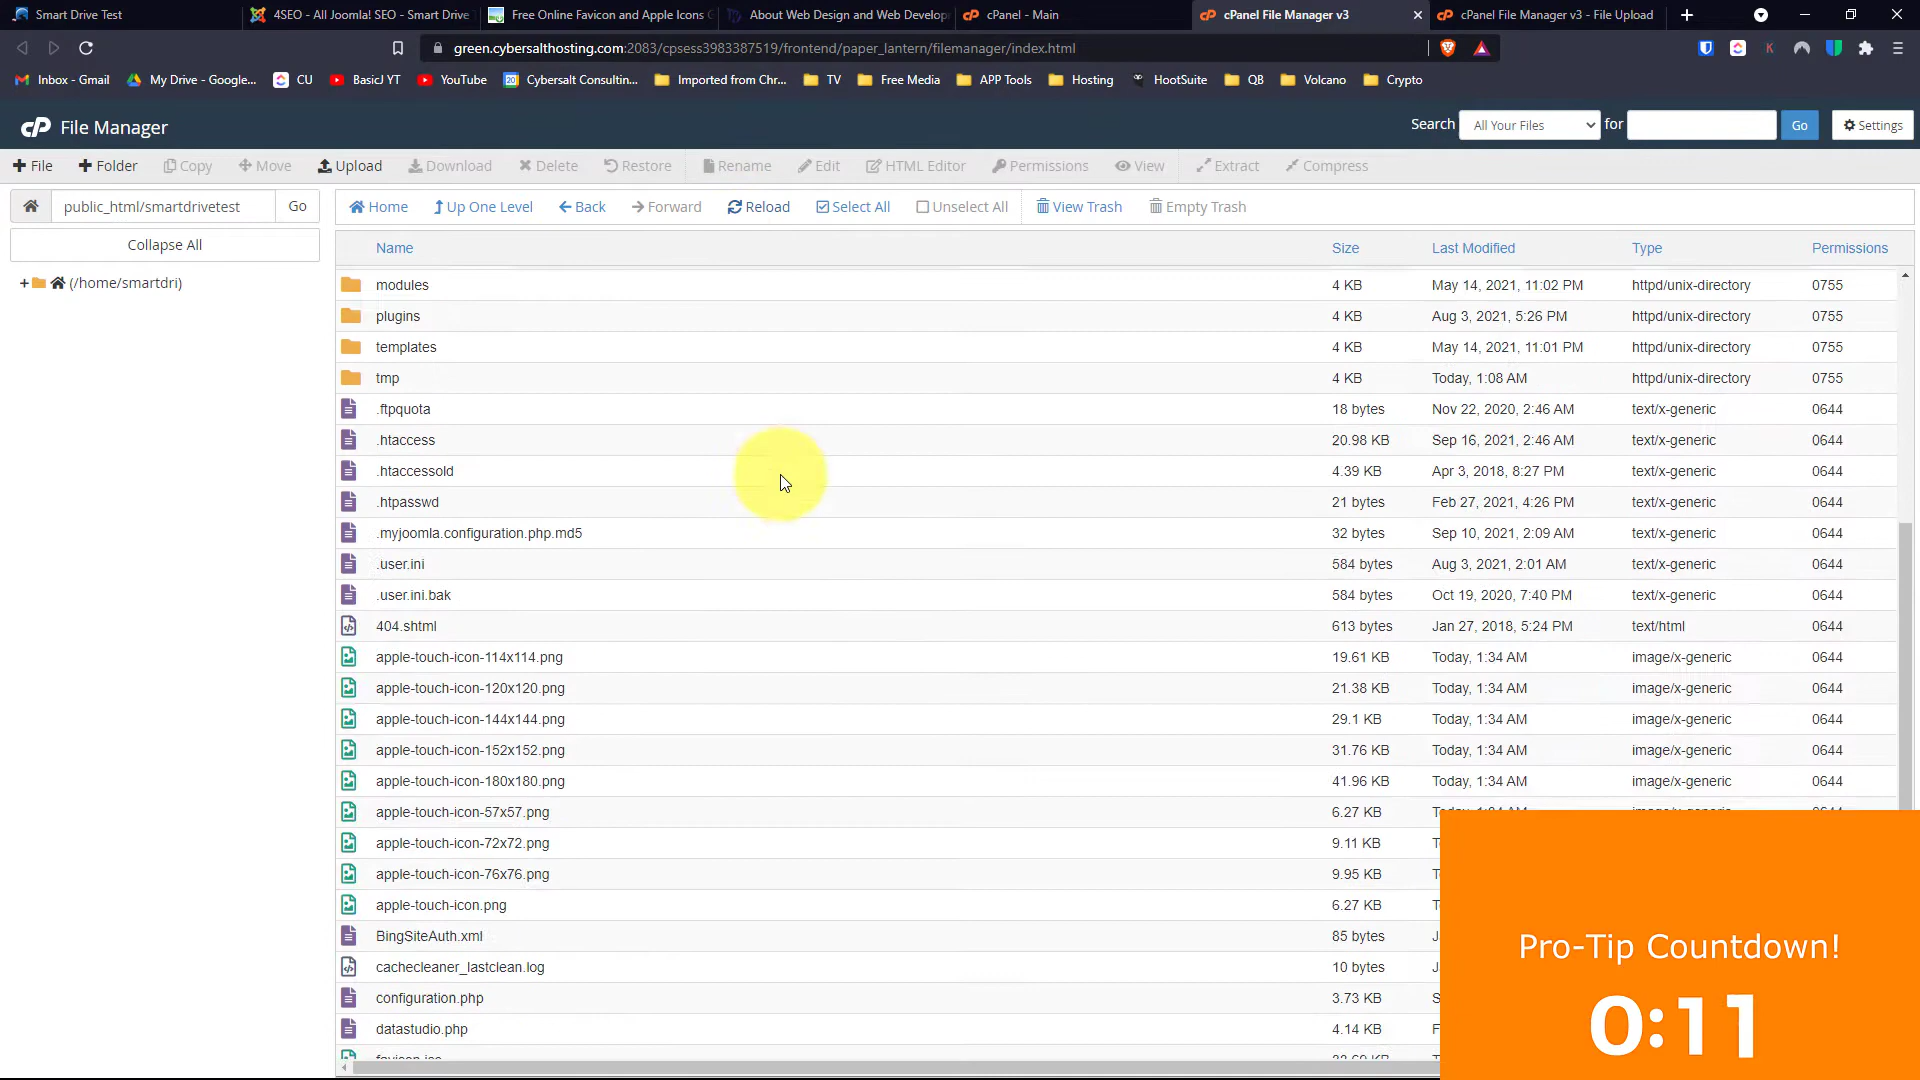 Smart Drive Test
4SEO - All Joomla! SEO - Smart Drive
Free Online Favicon and Apple Icons G
About Web Design and Web Develop
cP cPanel - Main
cP cPanel File Manager v3
cP cPanel File Manager v3 - File Upload
green.cybersalthosting.com:2083/cpsess3983387519/frontend/paper_lantern/filemanager/index.html
Inbox - Gmail My Drive - Google... CU BasicJ YT YouTube Cybersalt Consultin... Imported from Chr... TV Free Media APP Tools Hosting HootSuite QB Volcano Crypto
cP File Manager Search All Your Files for Go Settings
File Folder Copy Move Upload Download Delete Restore Rename Edit HTML Editor Permissions View Extract Compress
public_html/smartdrivetest Go Home Up One Level Back Forward Reload Select All Unselect All View Trash Empty Trash
Collapse All
+ (/home/smartdri)
Name Size Last Modified Type Permissions
modules 4 KB May 14, 2021, 11:02 PM httpd/unix-directory 0755
plugins 4 KB Aug 3, 2021, 5:26 PM httpd/unix-directory 0755
templates 4 KB May 14, 2021, 11:01 PM httpd/unix-directory 0755
tmp 4 KB Today, 1:08 AM httpd/unix-directory 0755
.ftpquota 18 bytes Nov 22, 2020, 2:46 AM text/x-generic 0644
.htaccess 20.98 KB Sep 16, 2021, 2:46 AM text/x-generic 0644
.htaccessold 4.39 KB Apr 3, 2018, 8:27 PM text/x-generic 0644
.htpasswd 21 bytes Feb 27, 2021, 4:26 PM text/x-generic 0644
.myjoomla.configuration.php.md5 32 bytes Sep 10, 2021, 2:09 AM text/x-generic 0644
.user.ini 584 bytes Aug 3, 2021, 2:01 AM text/x-generic 0644
.user.ini.bak 584 bytes Oct 19, 2020, 7:40 PM text/x-generic 0644
404.shtml 613 bytes Jan 27, 2018, 5:24 PM text/html 0644
apple-touch-icon-114x114.png 19.61 KB Today, 1:34 AM image/x-generic 0644
apple-touch-icon-120x120.png 21.38 KB Today, 1:34 AM image/x-generic 0644
apple-touch-icon-144x144.png 29.1 KB Today, 1:34 AM image/x-generic 0644
apple-touch-icon-152x152.png 31.76 KB Today, 1:34 AM image/x-generic 0644
apple-touch-icon-180x180.png 41.96 KB Today, 1:34 AM image/x-generic 0644
apple-touch-icon-57x57.png 6.27 KB
apple-touch-icon-72x72.png 9.11 KB
apple-touch-icon-76x76.png 9.95 KB
apple-touch-icon.png 6.27 KB
BingSiteAuth.xml 85 bytes
cachecleaner_lastclean.log 10 bytes
configuration.php 3.73 KB
datastudio.php 4.14 KB
Pro-Tip Countdown!
0:11